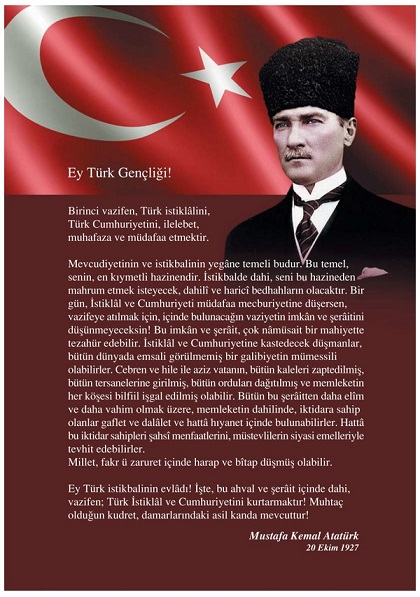 Ey Türk Gençliği!
Birinci vazifen, Türk istiklâlini,
Türk Cumhuriyetini, ilelebet,
muhafaza ve müdafaa etmektir.
Mevcudiyetinin ve istikbalinin yegâne temeli budur. Bu temel,
senin, en kıymetli hazinendir. İstikbalde dahi, seni bu hazineden
mahrum etmek isteyecek, dahilî ve haricî bedhahların olacaktır. Bir
gün, İstiklâl ve Cumhuriyeti müdafaa mecburiyetine düşersen,
vazifeye atılmak için, içinde bulunacağın vaziyetin imkân ve şerâitini
düşünmeyeceksin! Bu imkân ve şerâit, çok nâmüsait bir mahiyette
tezahür edebilir. İstiklâl ve Cumhuriyetine kastedecek düşmanlar,
bütün dünyada emsali görülmemiş bir galibiyetin mümessili
olabilirler. Cebren ve hile ile aziz vatanın, bütün kaleleri zaptedilmiş,
bütün tersanelerine girilmiş, bütün orduları dağıtılmış ve memleketin
her köşesi bilfiil işgal edilmiş olabilir. Bütün bu şerâitten daha elîm
ve daha vahim olmak üzere, memleketin dahilinde, iktidara sahip
olanlar gaflet ve dalâlet ve hattâ hıyanet içinde bulunabilirler. Hattâ
bu iktidar sahipleri şahsî menfaatlerini, müstevlilerin siyasi emelleriyle
tevhit edebilirler.
Millet, fakr ü zaruret içinde harap ve bîtap düşmüş olabilir.
Ey Türk istikbalinin evlâdı! İşte, bu ahval ve şerâit içinde dahi,
vazifen; Türk İstiklâl ve Cumhuriyetini kurtarmaktır! Muhtaç
olduğun kudret, damarlarındaki asil kanda mevcuttur!
Mustafa Kemal Atatürk
20 Ekim 1927